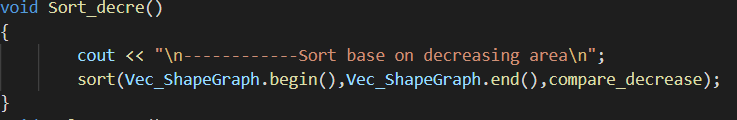 void Sort_decre()
{
cout << "\n------------Sort base on decreasing area\n";
sort(Vec_ShapeGraph.begin(),Vec_ShapeGraph.end(),compare_decrease);
}